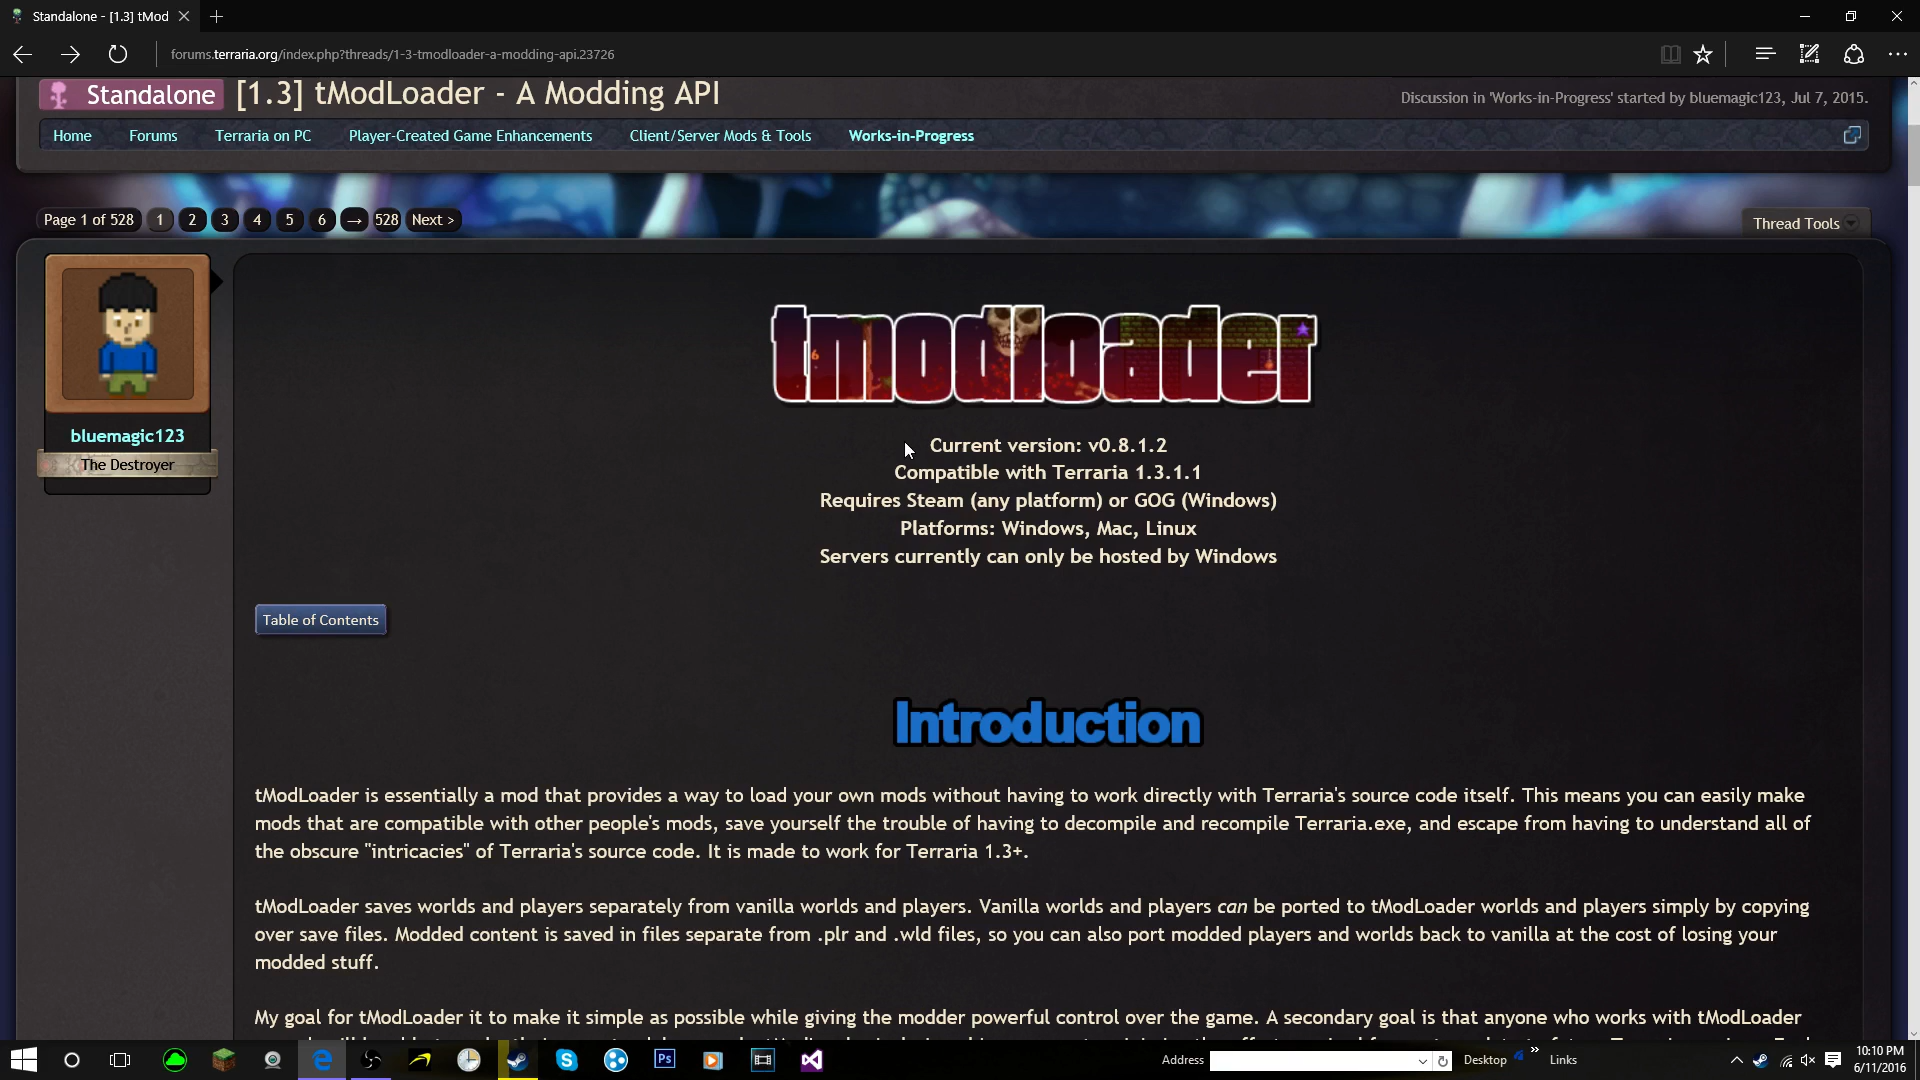 Standalone - [1.3] tMod
forums.terraria.org/index.php?threads/1-3-tmodloader-a-modding-api.23726
Standalone [1.3] tModLoader - A Modding API
Discussion in 'Works-in-Progress' started by bluemagic123, Jul 7, 2015.
Home Forums Terraria on PC Player-Created Game Enhancements Client/Server Mods & Tools Works-in-Progress
Page 1 of 528 1 2 3 4 5 6 → 528 Next >
Thread Tools
tmodloader
bluemagic123
The Destroyer
Current version: v0.8.1.2
Compatible with Terraria 1.3.1.1
Requires Steam (any platform) or GOG (Windows)
Platforms: Windows, Mac, Linux
Servers currently can only be hosted by Windows
Table of Contents
Introduction
tModLoader is essentially a mod that provides a way to load your own mods without having to work directly with Terraria's source code itself. This means you can easily make
mods that are compatible with other people's mods, save yourself the trouble of having to decompile and recompile Terraria.exe, and escape from having to understand all of
the obscure "intricacies" of Terraria's source code. It is made to work for Terraria 1.3+.
tModLoader saves worlds and players separately from vanilla worlds and players. Vanilla worlds and players can be ported to tModLoader worlds and players simply by copying
over save files. Modded content is saved in files separate from .plr and .wld files, so you can also port modded players and worlds back to vanilla at the cost of losing your
modded stuff.
My goal for tModLoader it to make it simple as possible while giving the modder powerful control over the game. A secondary goal is that anyone who works with tModLoader
Ps
Address
Desktop
»
Links
10:10 PM
6/11/2016